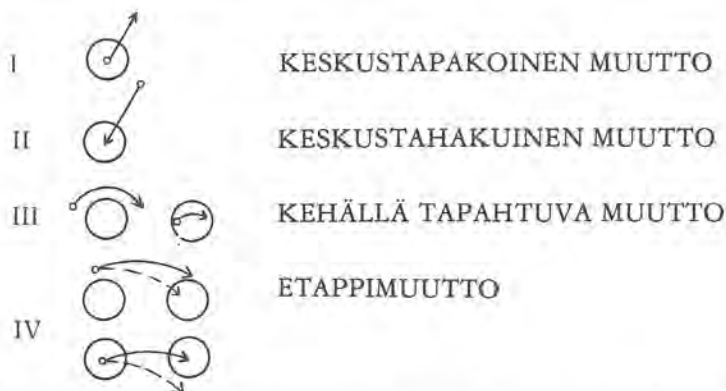 I KESKUSTAPAKOINEN MUUTTO
II KESKUSTAHAKUINEN MUUTTO
III KEHÄLLÄ TAPAHTUVA MUUTTO
ETAPPIMUUTTO
IV